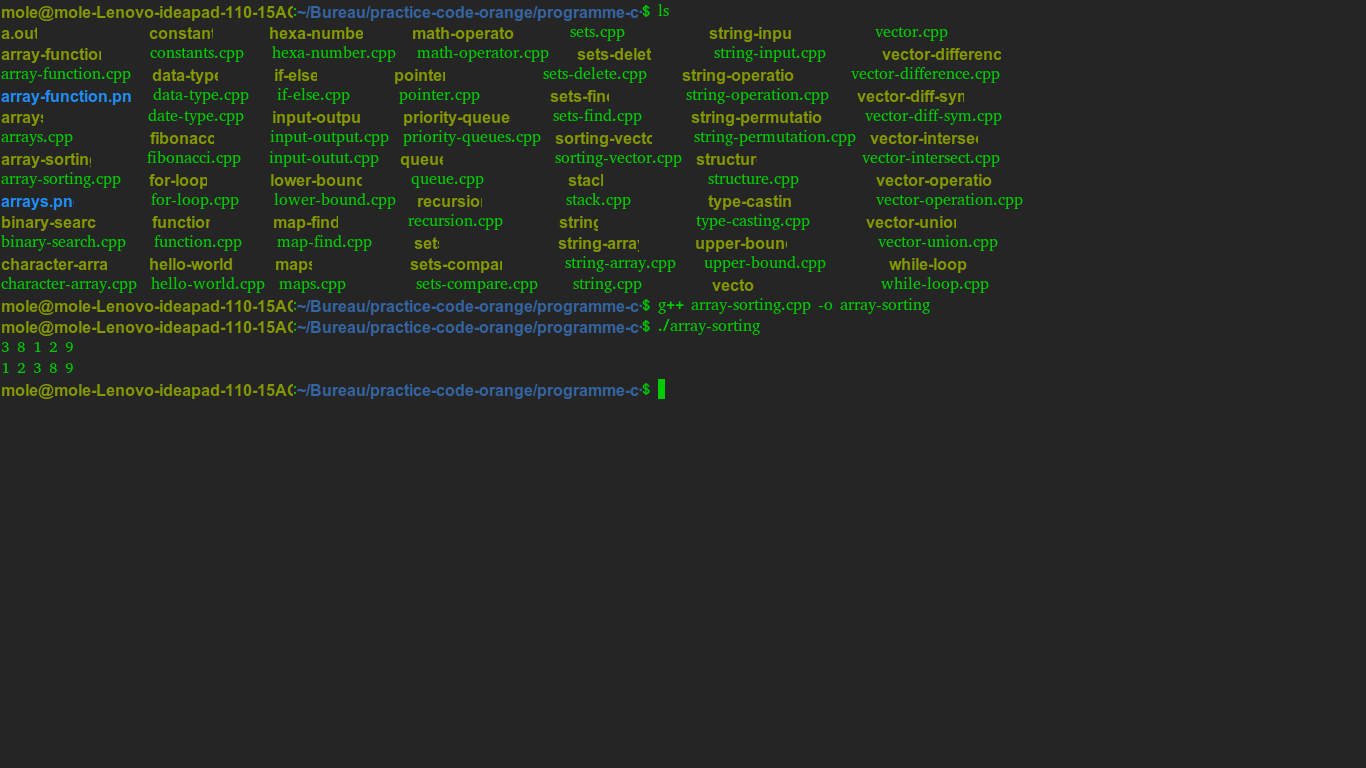 mole@mole-Lenovo-ideapad-110-15AC:~/Bureau/practice-code-orange/programme-c-$ ls
a.out constant hexa-numbe math-operato sets.cpp string-inpu vector.cpp
array-function constants.cpp hexa-number.cpp math-operator.cpp sets-delet string-input.cpp vector-differenc
array-function.cpp data-type if-else pointer sets-delete.cpp string-operatio vector-difference.cpp
array-function.pn data-type.cpp if-else.cpp pointer.cpp sets-find string-operation.cpp vector-diff-sym
arrays date-type.cpp input-outpu priority-queue sets-find.cpp string-permutatio vector-diff-sym.cpp
arrays.cpp fibonacc input-output.cpp priority-queues.cpp sorting-vecto string-permutation.cpp vector-intersec
array-sorting fibonacci.cpp input-outut.cpp queue sorting-vector.cpp structur vector-intersect.cpp
array-sorting.cpp for-loop lower-bound queue.cpp stack structure.cpp vector-operatio
arrays.pn for-loop.cpp lower-bound.cpp recursion stack.cpp type-castin vector-operation.cpp
binary-searc function map-find recursion.cpp string type-casting.cpp vector-union
binary-search.cpp function.cpp map-find.cpp sets string-array upper-boun vector-union.cpp
character-arra hello-world maps sets-compar string-array.cpp upper-bound.cpp while-loop
character-array.cpp hello-world.cpp maps.cpp sets-compare.cpp string.cpp vecto while-loop.cpp
mole@mole-Lenovo-ideapad-110-15AC:~/Bureau/practice-code-orange/programme-c-$ g++ array-sorting.cpp -o array-sorting
mole@mole-Lenovo-ideapad-110-15AC:~/Bureau/practice-code-orange/programme-c-$ ./array-sorting
3 8 1 2 9
1 2 3 8 9
mole@mole-Lenovo-ideapad-110-15AC:~/Bureau/practice-code-orange/programme-c-$